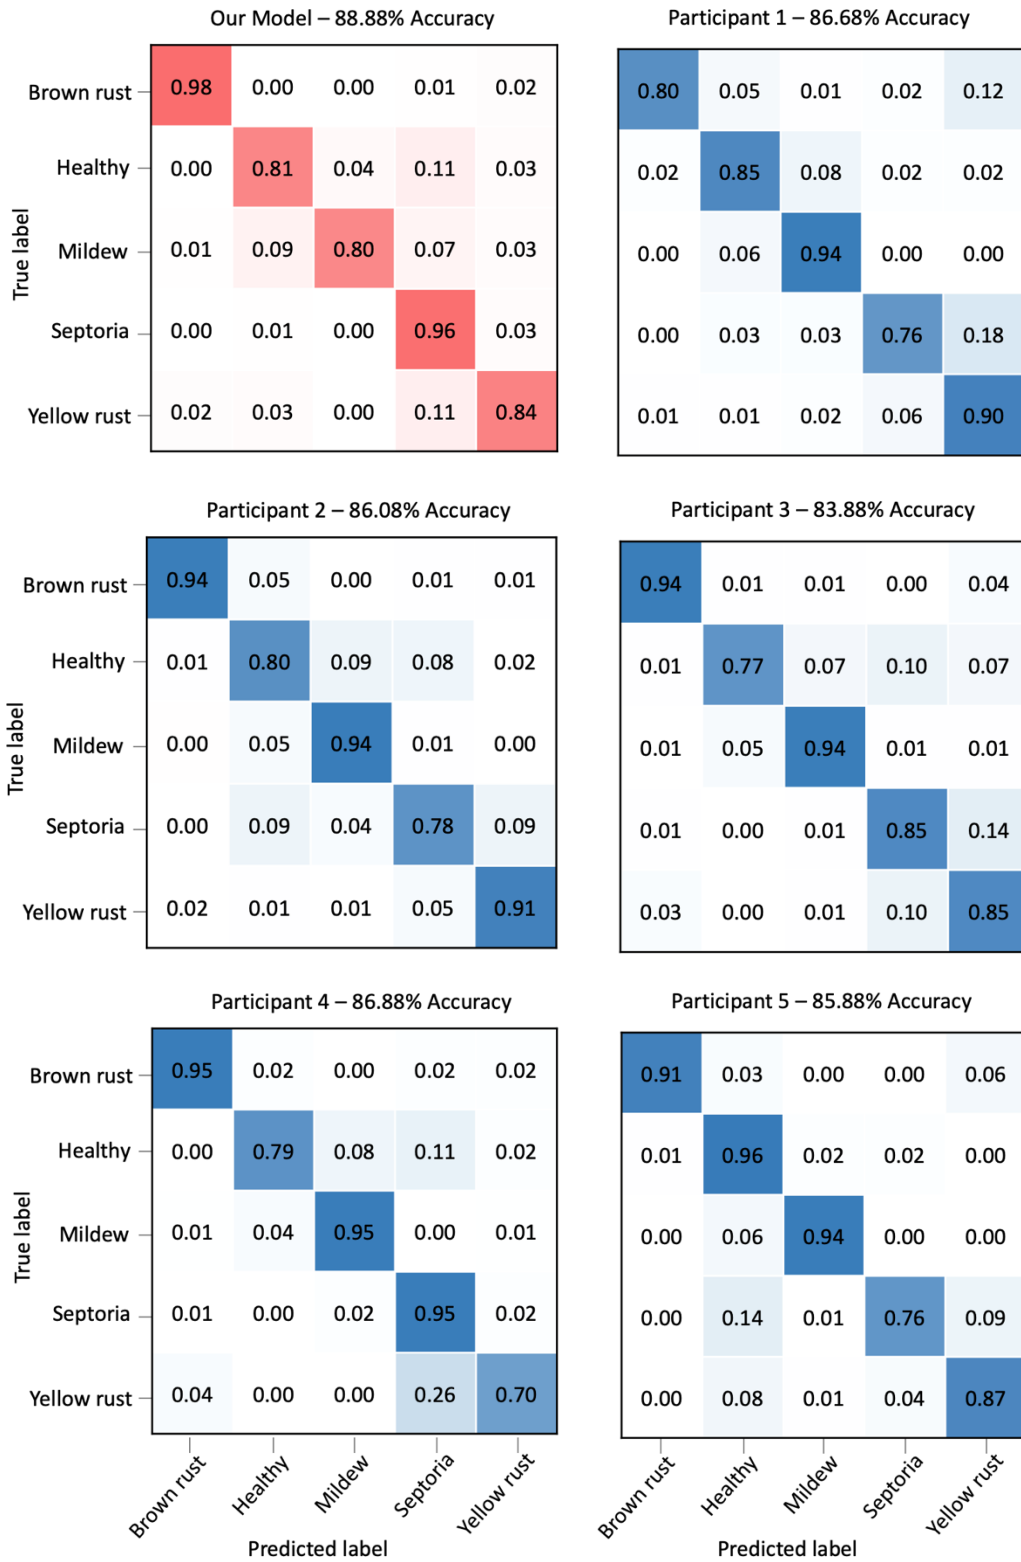 Our Model – 88.88% Accuracy
Brown rust 0.98 0.00 0.00 0.01 0.02
Healthy 0.00 0.81 0.04 0.11 0.03
Mildew 0.01 0.09 0.80 0.07 0.03
Septoria 0.00 0.01 0.00 0.96 0.03
Yellow rust 0.02 0.03 0.00 0.11 0.84
True label
Participant 1 – 86.68% Accuracy
0.80 0.05 0.01 0.02 0.12
0.02 0.85 0.08 0.02 0.02
0.00 0.06 0.94 0.00 0.00
0.00 0.03 0.03 0.76 0.18
0.01 0.01 0.02 0.06 0.90
Participant 2 – 86.08% Accuracy
Brown rust 0.94 0.05 0.00 0.01 0.01
Healthy 0.01 0.80 0.09 0.08 0.02
Mildew 0.00 0.05 0.94 0.01 0.00
Septoria 0.00 0.09 0.04 0.78 0.09
Yellow rust 0.02 0.01 0.01 0.05 0.91
True label
Participant 3 – 83.88% Accuracy
0.94 0.01 0.01 0.00 0.04
0.01 0.77 0.07 0.10 0.07
0.01 0.05 0.94 0.01 0.01
0.01 0.00 0.01 0.85 0.14
0.03 0.00 0.01 0.10 0.85
Participant 4 – 86.88% Accuracy
Brown rust 0.95 0.02 0.00 0.02 0.02
Healthy 0.00 0.79 0.08 0.11 0.02
Mildew 0.01 0.04 0.95 0.00 0.01
Septoria 0.01 0.00 0.02 0.95 0.02
Yellow rust 0.04 0.00 0.00 0.26 0.70
True label
Brown rust Healthy Mildew Septoria Yellow rust
Predicted label
Participant 5 – 85.88% Accuracy
0.91 0.03 0.00 0.00 0.06
0.01 0.96 0.02 0.02 0.00
0.00 0.06 0.94 0.00 0.00
0.00 0.14 0.01 0.76 0.09
0.00 0.08 0.01 0.04 0.87
Brown rust Healthy Mildew Septoria Yellow rust
Predicted label